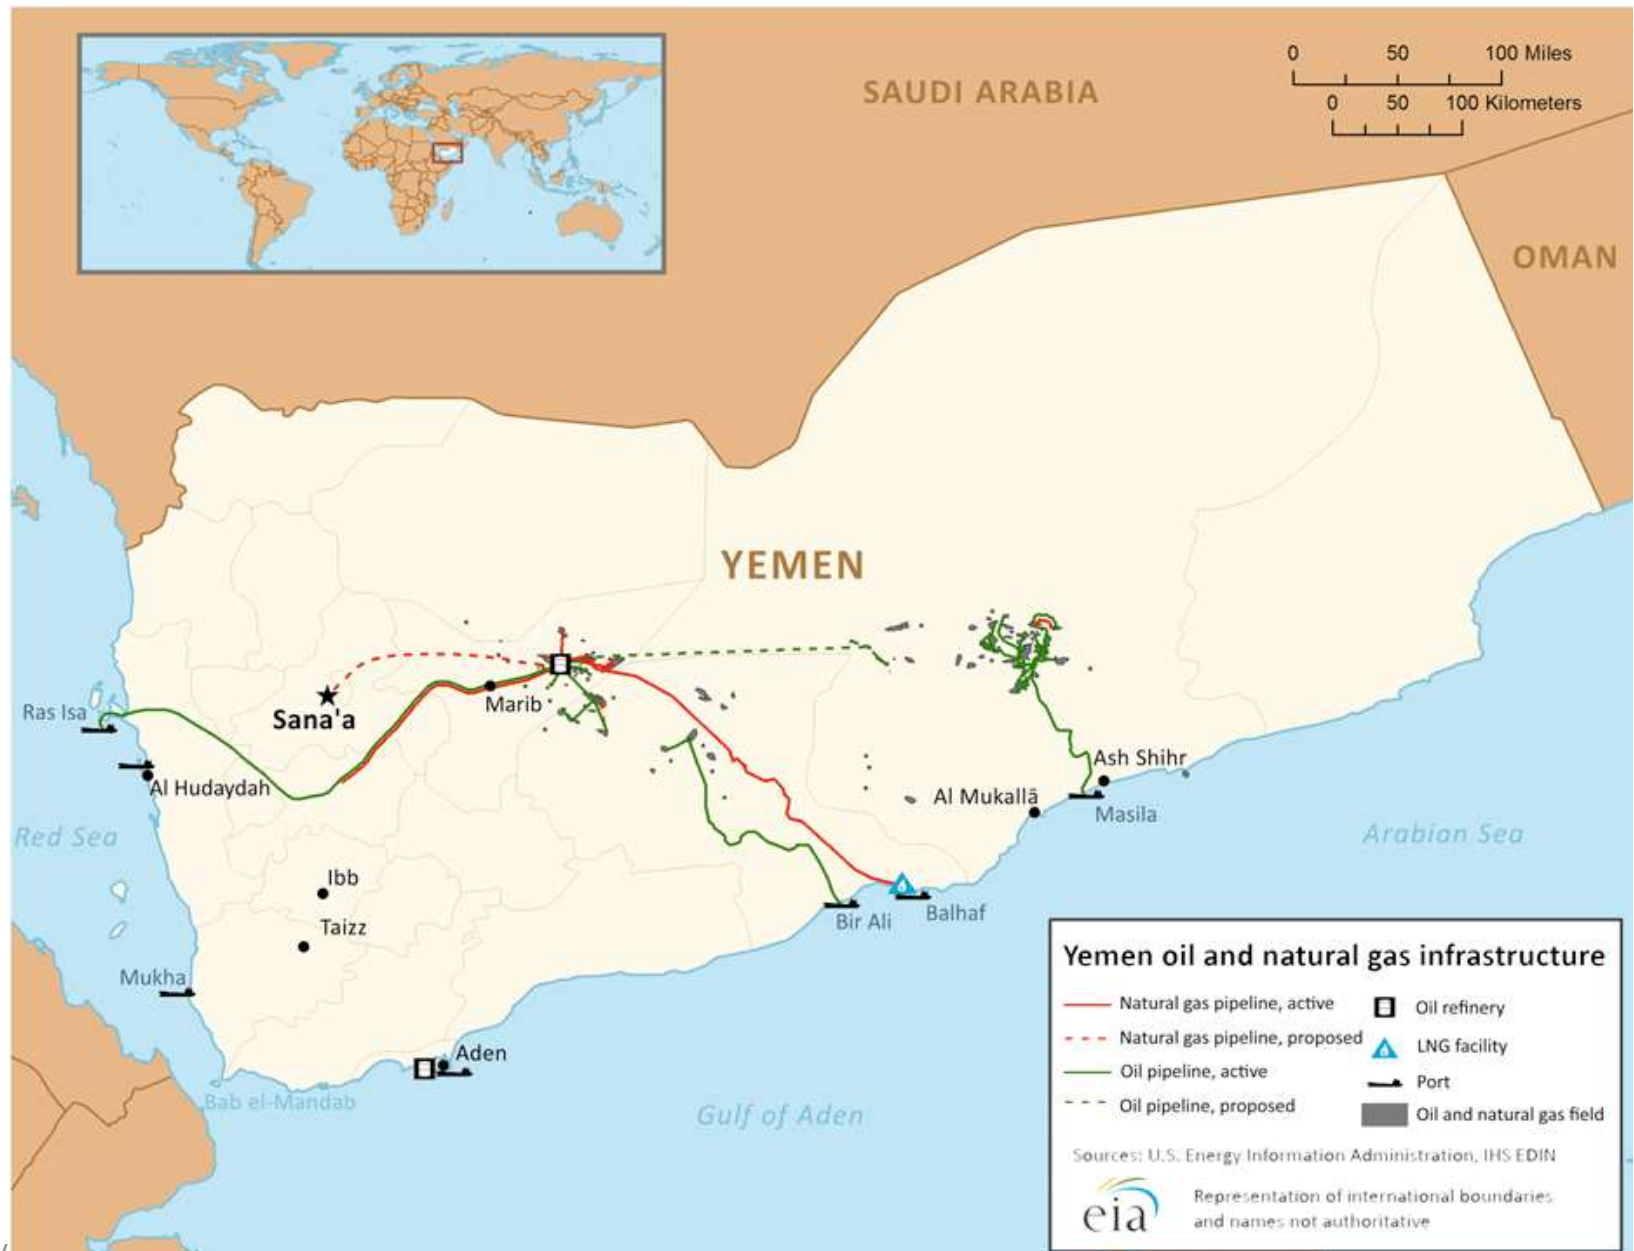 0 50 100 Miles
0 50 100 Kilometers
SAUDI ARABIA
OMAN
YEMEN
Ras Isa
Sana'a
Marib
Al Hudaydah
Ash Shihr
Al Mukallā
Masila
Red Sea
Arabian Sea
Ibb
Taizz
Bir Ali
Balhaf
Mukha
Aden
Bab el-Mandab
Gulf of Aden
Yemen oil and natural gas infrastructure
Natural gas pipeline, active
Natural gas pipeline, proposed
Oil pipeline, active
Oil pipeline, proposed
Oil refinery
LNG facility
Port
Oil and natural gas field
Sources: U.S. Energy Information Administration, IHS EDIN
eia
Representation of international boundaries
and names not authoritative